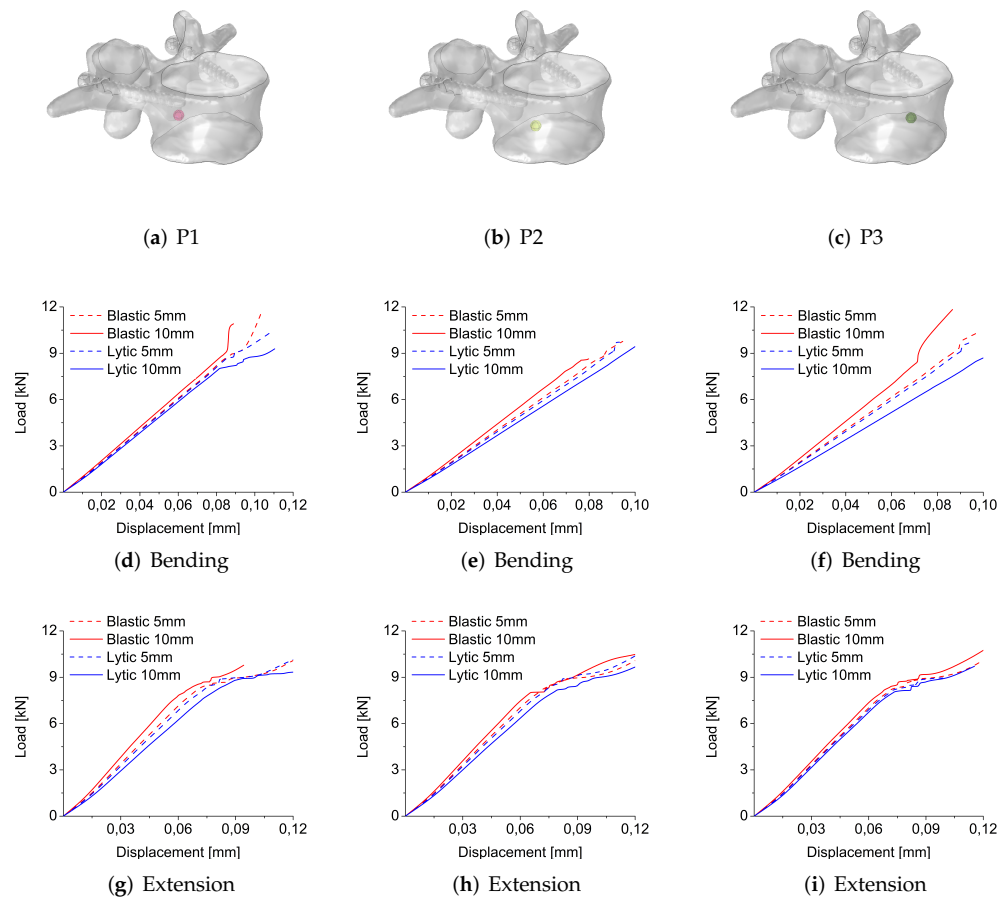 (a) P1
(b) P2
(c) P3
12
9
6
3
0
Load [kN]
Blastic 5mm
Blastic 10mm
Lytic 5mm
Lytic 10mm
0,02 0,04 0,06 0,08 0,10 0,12
Displacement [mm]
(d) Bending
12
9
6
3
0
Load [kN]
Blastic 5mm
Blastic 10mm
Lytic 5mm
Lytic 10mm
0,02 0,04 0,06 0,08 0,10
Displacement [mm]
(e) Bending
12
9
6
3
0
Load [kN]
Blastic 5mm
Blastic 10mm
Lytic 5mm
Lytic 10mm
0,02 0,04 0,06 0,08 0,10
Displacement [mm]
(f) Bending
12
9
6
3
0
Load [kN]
Blastic 5mm
Blastic 10mm
Lytic 5mm
Lytic 10mm
0,03 0,06 0,09 0,12
Displacement [mm]
(g) Extension
12
9
6
3
0
Load [kN]
Blastic 5mm
Blastic 10mm
Lytic 5mm
Lytic 10mm
0,03 0,06 0,09 0,12
Displacement [mm]
(h) Extension
12
9
6
3
0
Load [kN]
Blastic 5mm
Blastic 10mm
Lytic 5mm
Lytic 10mm
0,03 0,06 0,09 0,12
Displacement [mm]
(i) Extension